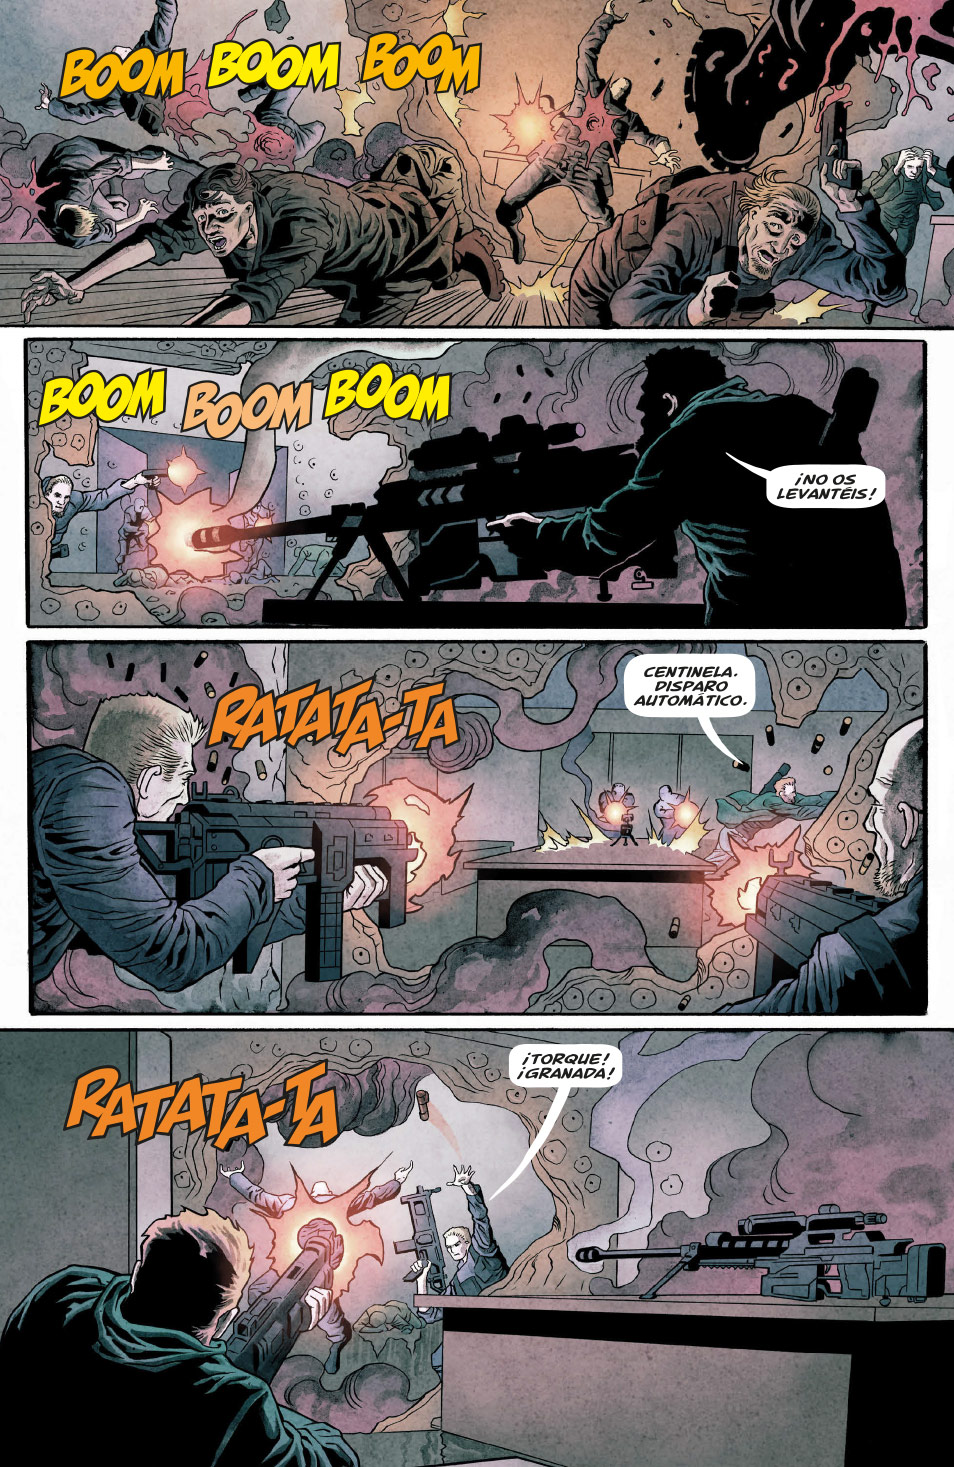 BOOM BOOM BOOM
BOOM BOOM BOOM
¡NO OS
LEVANTÉIS!
RATATA-TA
CENTINELA.
DISPARO
AUTOMÁTICO.
RATATA-TA
¡TORQUE!
¡GRANADA!